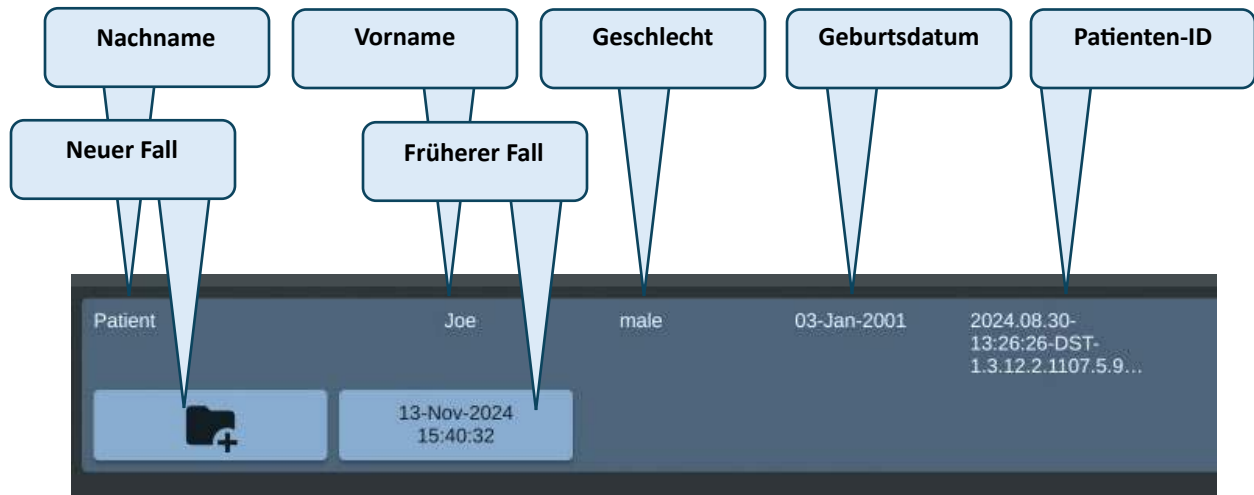 Nachname
Vorname
Geschlecht
Geburtsdatum
Patienten-ID
Neuer Fall
Früherer Fall
Patient
Joe
male
03-Jan-2001
2024.08.30-
13:26:26-DST-
1.3.12.2.1107.5.9...
13-Nov-2024
15:40:32